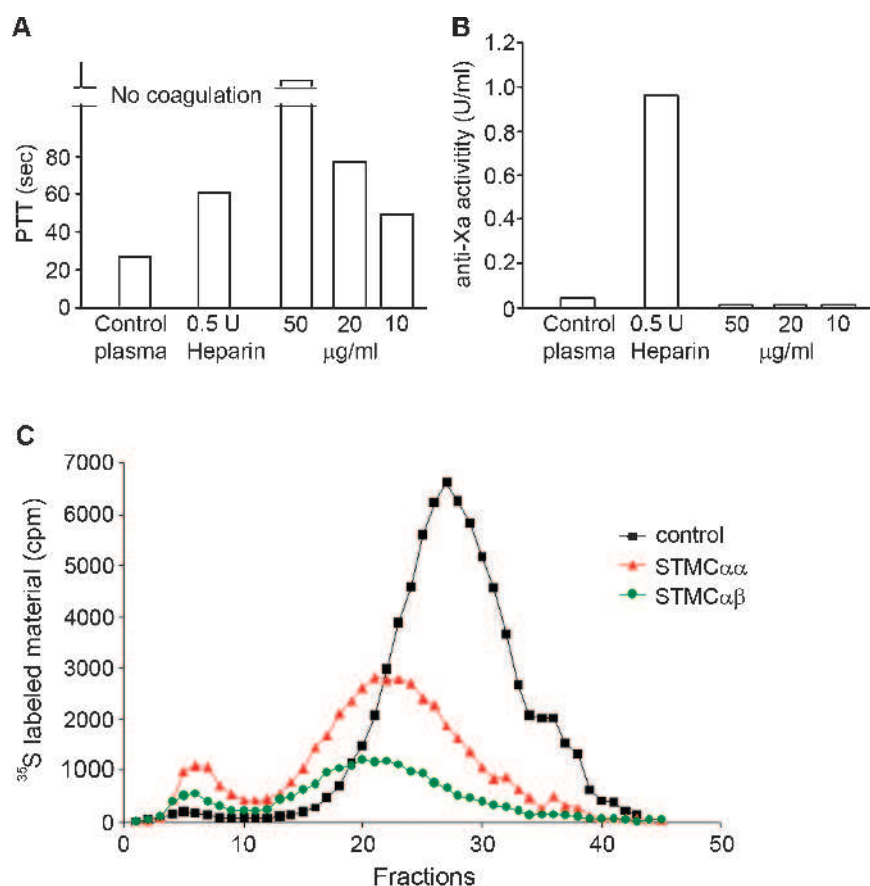 A
No coagulation
PTT (sec)
80
60
40
20
0
Control plasma
0.5 U Heparin
50 20 10
μg/ml
B
anti-Xa activitity (U/ml)
1.0
0.8
0.6
0.4
0.2
0
Control plasma
0.5 U Heparin
50 20 10
μg/ml
C
³⁵S labeled material (cpm)
7000
6000
5000
4000
3000
2000
1000
0
0 10 20 30 40 50
Fractions
control
STMCαα
STMCαβ